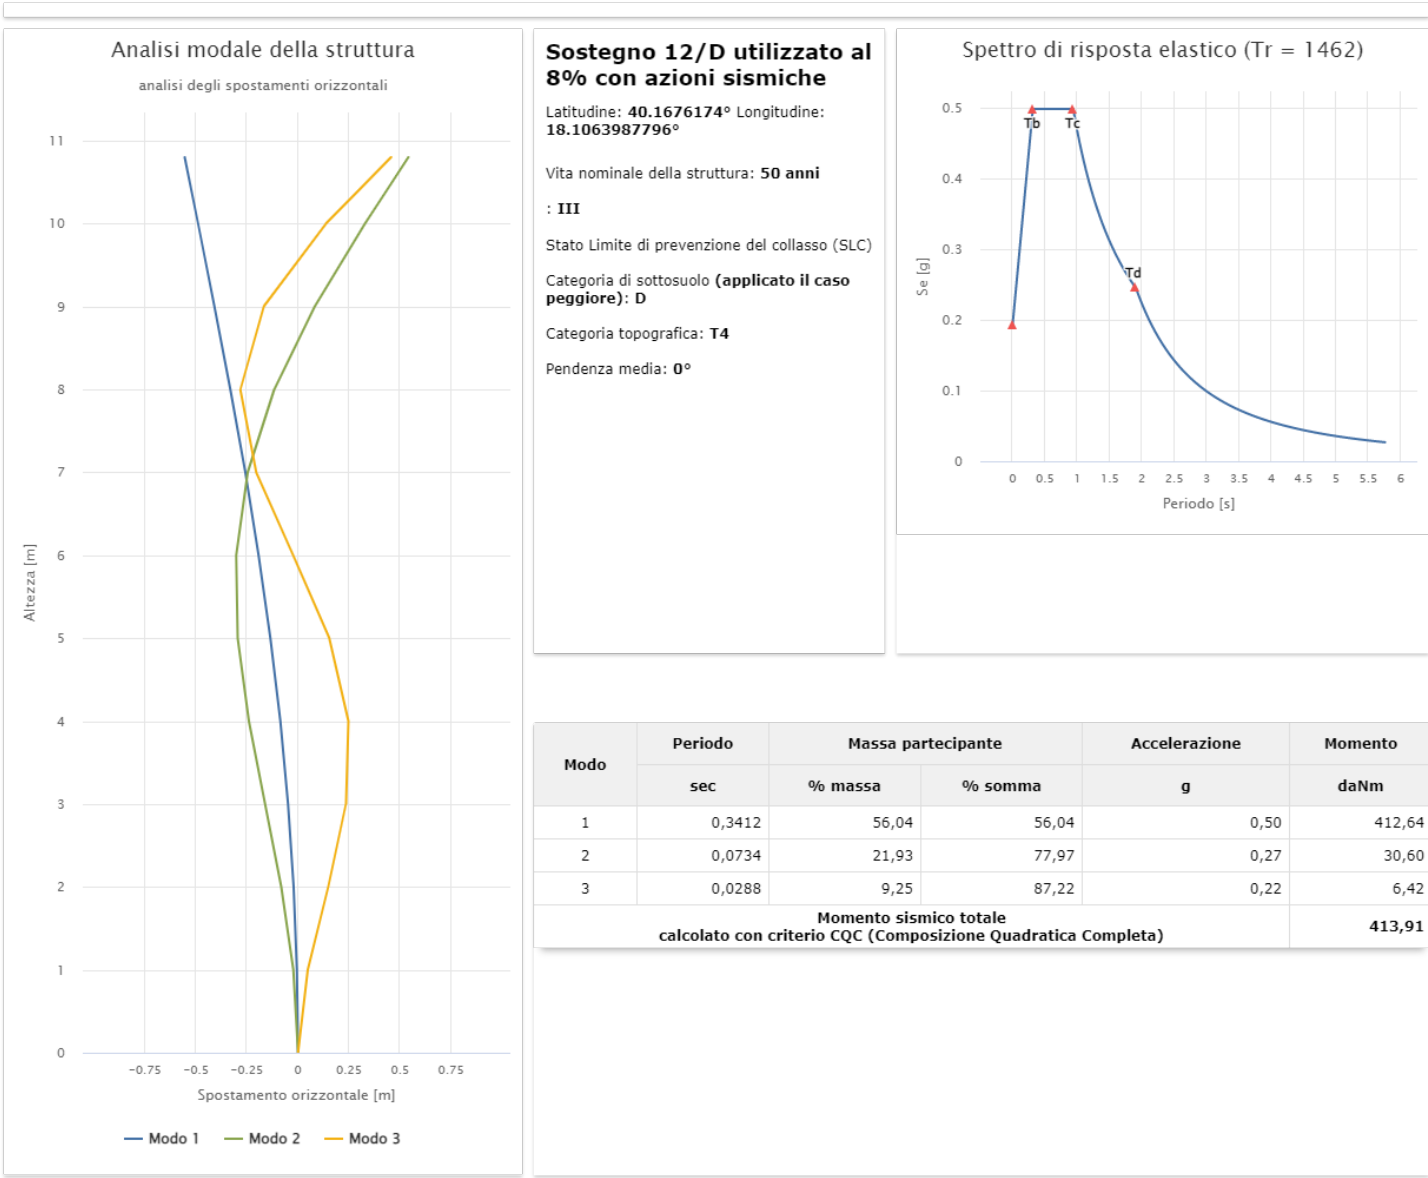 Analisi modale della struttura
analisi degli spostamenti orizzontali
11
10
9
8
7
6
5
4
3
2
1
0
Altezza [m]
−0.75 −0.5 −0.25 0 0.25 0.5 0.75
Spostamento orizzontale [m]
Modo 1 Modo 2 Modo 3
Sostegno 12/D utilizzato al
8% con azioni sismiche
Latitudine: 40.1676174° Longitudine:
18.1063987796°
Vita nominale della struttura: 50 anni
: III
Stato Limite di prevenzione del collasso (SLC)
Categoria di sottosuolo (applicato il caso
peggiore): D
Categoria topografica: T4
Pendenza media: 0°
Spettro di risposta elastico (Tr = 1462)
0.5
0.4
0.3
0.2
0.1
0
Se [g]
Tb Tc
Td
0 0.5 1 1.5 2 2.5 3 3.5 4 4.5 5 5.5 6
Periodo [s]
Modo Periodo Massa partecipante Accelerazione Momento
sec % massa % somma g daNm
1 0,3412 56,04 56,04 0,50 412,64
2 0,0734 21,93 77,97 0,27 30,60
3 0,0288 9,25 87,22 0,22 6,42
Momento sismico totale
calcolato con criterio CQC (Composizione Quadratica Completa) 413,91